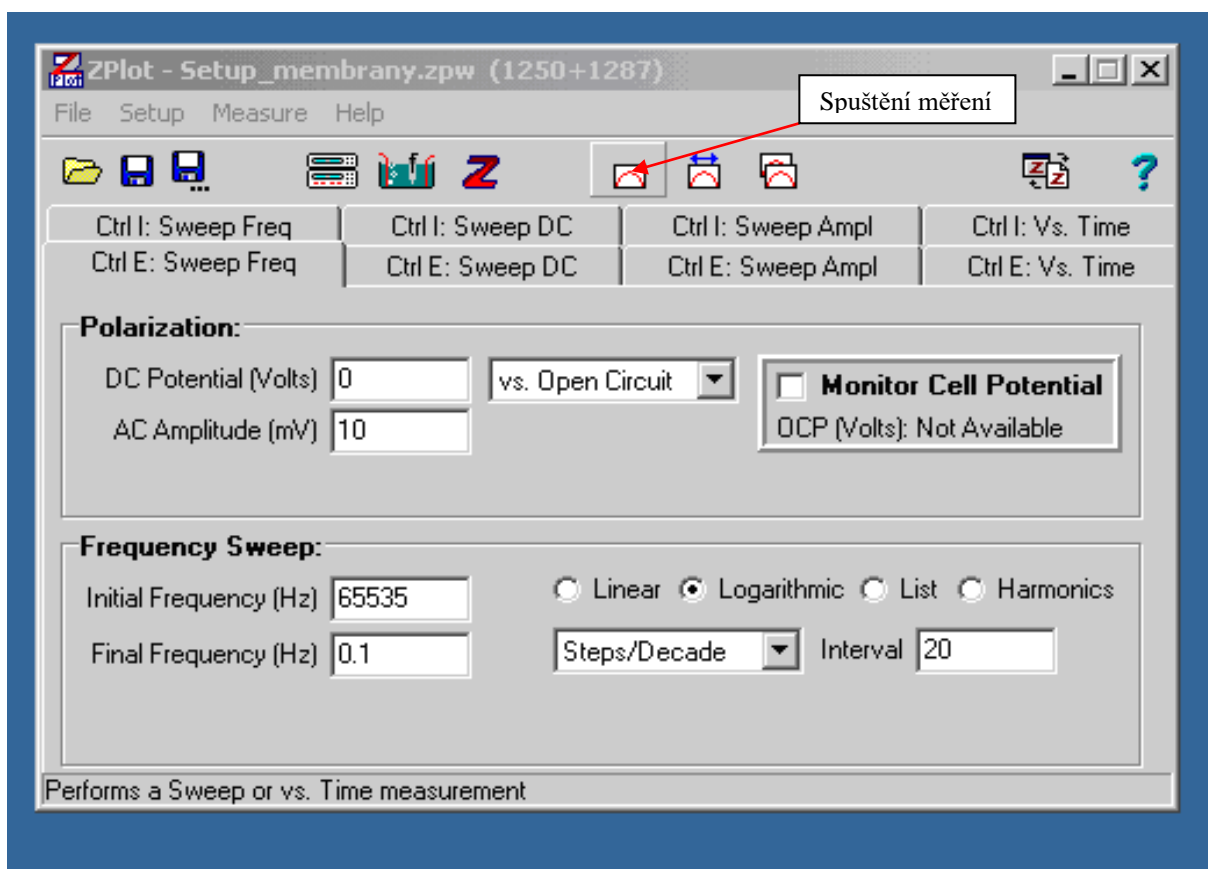 ZPlot - Setup_membrany.zpw (1250+1287)
Spuštění měření
File Setup Measure Help
Ctrl I: Sweep Freq Ctrl I: Sweep DC Ctrl I: Sweep Ampl Ctrl I: Vs. Time
Ctrl E: Sweep Freq Ctrl E: Sweep DC Ctrl E: Sweep Ampl Ctrl E: Vs. Time
Polarization:
DC Potential (Volts) 0 vs. Open Circuit Monitor Cell Potential
AC Amplitude (mV) 10 OCP (Volts): Not Available
Frequency Sweep:
Initial Frequency (Hz) 65535 Linear Logarithmic List Harmonics
Final Frequency (Hz) 0.1 Steps/Decade Interval 20
Performs a Sweep or vs. Time measurement